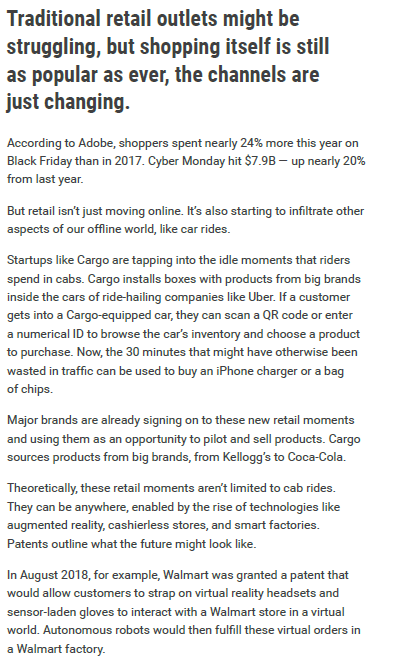 Traditional retail outlets might be
struggling, but shopping itself is still
as popular as ever, the channels are
just changing.
According to Adobe, shoppers spent nearly 24% more this year on
Black Friday than in 2017. Cyber Monday hit $7.9B — up nearly 20%
from last year.
But retail isn’t just moving online. It’s also starting to infiltrate other
aspects of our offline world, like car rides.
Startups like Cargo are tapping into the idle moments that riders
spend in cabs. Cargo installs boxes with products from big brands
inside the cars of ride-hailing companies like Uber. If a customer
gets into a Cargo-equipped car, they can scan a QR code or enter
a numerical ID to browse the car’s inventory and choose a product
to purchase. Now, the 30 minutes that might have otherwise been
wasted in traffic can be used to buy an iPhone charger or a bag
of chips.
Major brands are already signing on to these new retail moments
and using them as an opportunity to pilot and sell products. Cargo
sources products from big brands, from Kellogg’s to Coca-Cola.
Theoretically, these retail moments aren’t limited to cab rides.
They can be anywhere, enabled by the rise of technologies like
augmented reality, cashierless stores, and smart factories.
Patents outline what the future might look like.
In August 2018, for example, Walmart was granted a patent that
would allow customers to strap on virtual reality headsets and
sensor-laden gloves to interact with a Walmart store in a virtual
world. Autonomous robots would then fulfill these virtual orders in
a Walmart factory.